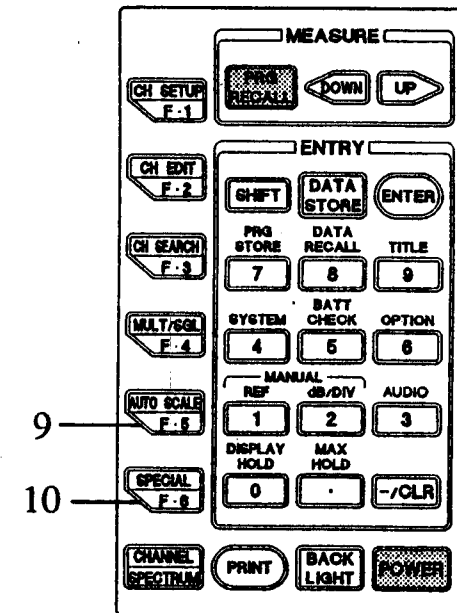 MEASURE
PRG
RECALL
DOWN
UP
CH SETUP
F·1
ENTRY
CH EDIT
F·2
SHIFT
DATA
STORE
ENTER
PRG
STORE
DATA
RECALL
TITLE
CH SEARCH
F·3
7
8
9
SYSTEM
BATT
CHECK
OPTION
MULT/SGL
F·4
4
5
6
MANUAL
REF
dB/DIV
AUDIO
AUTO SCALE
F·5
1
2
3
9
DISPLAY
HOLD
MAX
HOLD
SPECIAL
F·6
0
·
-/CLR
10
CHANNEL
SPECTRUM
PRINT
BACK
LIGHT
POWER